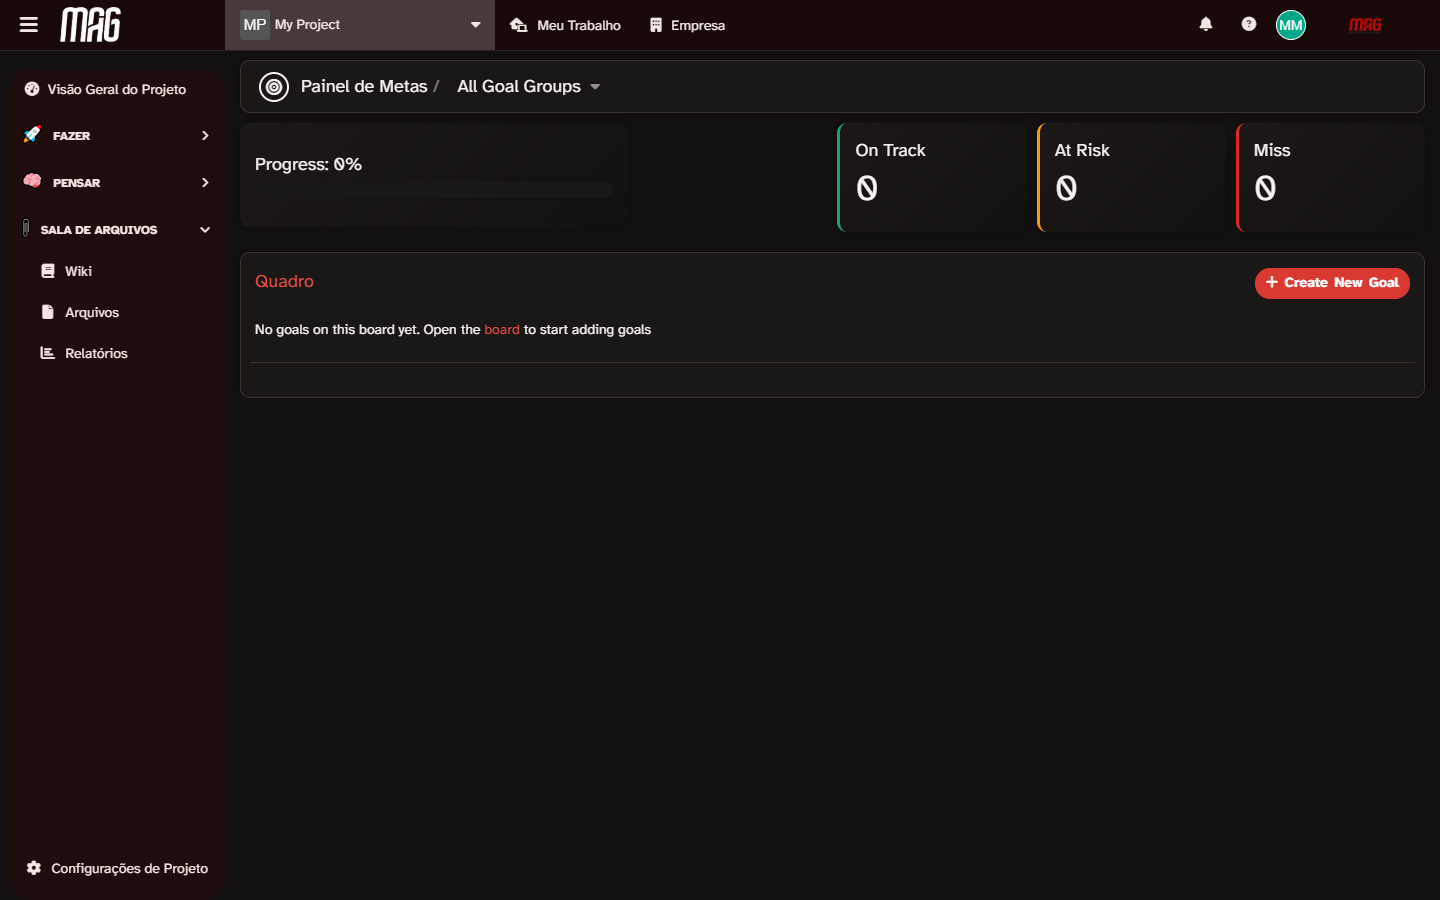 MAG
MP My Project
Meu Trabalho
Empresa
MM
MAG
Visão Geral do Projeto
FAZER
PENSAR
SALA DE ARQUIVOS
Wiki
Arquivos
Relatórios
Configurações de Projeto
Painel de Metas / All Goal Groups
Progress: 0%
On Track
0
At Risk
0
Miss
0
Quadro
+ Create New Goal
No goals on this board yet. Open the board to start adding goals